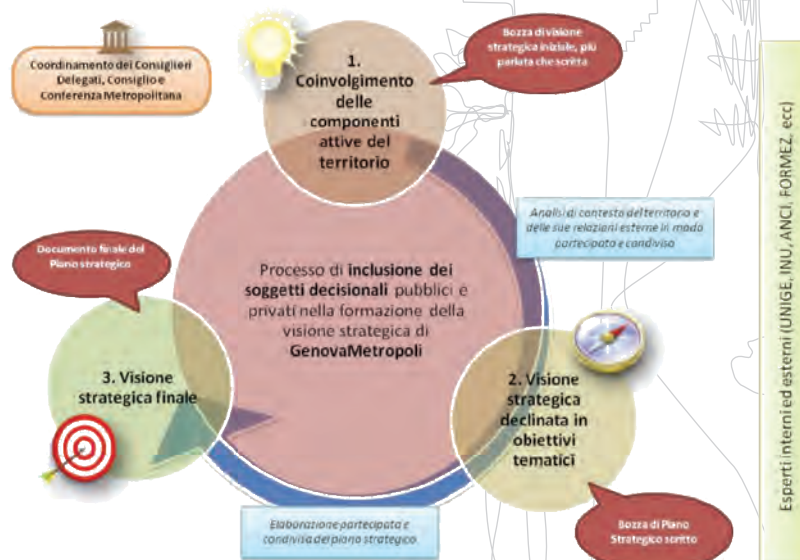 Coordinamento dei Consiglieri
Delegati, Consiglio e
Conferenza Metropolitana
1.
Coinvolgimento
delle
componenti
attive del
territorio
Bozza di visione
strategica iniziale, più
parlata che scritta
Analisi di contesto del territorio e
delle sue relazioni esterne in modo
partecipato e condiviso
Documento finale del
Piano strategico
Processo di inclusione dei
soggetti decisionali pubblici e
privati nella formazione della
visione strategica di
GenovaMetropoli
3. Visione
strategica finale
2. Visione
strategica
declinata in
obiettivi
tematici
Elaborazione partecipata e
condivisa del piano strategico
Bozza di Piano
Strategico scritto
Esperti interni ed esterni (UNIGE, INU, ANCI, FORMEZ, ecc)